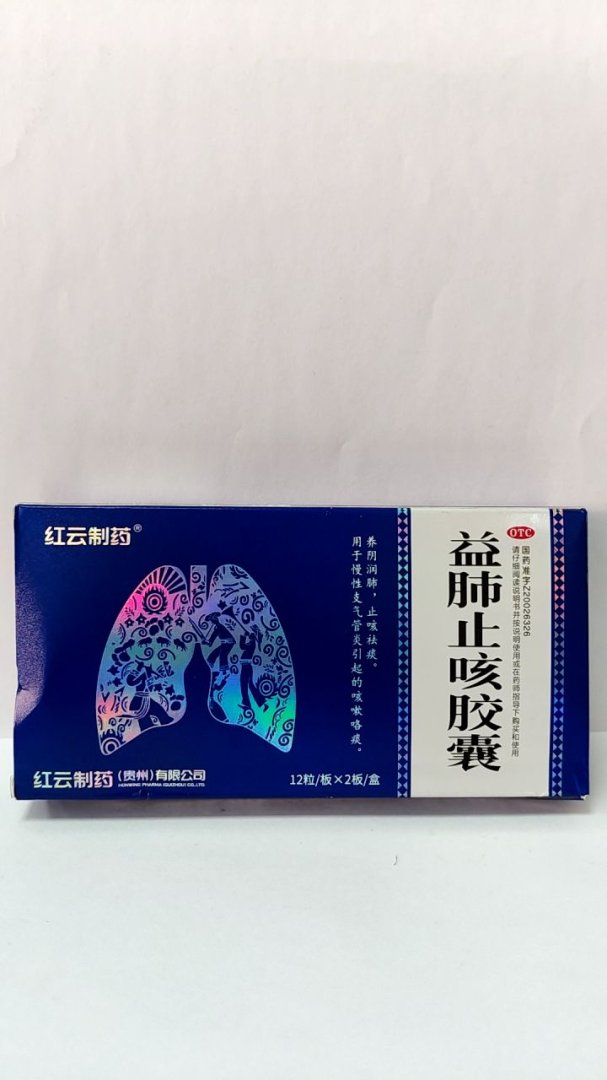 红云制药®
养阴润肺，止咳祛痰。
用于慢性支气管炎引起的咳嗽咯痰。
OTC
国药准字Z20026326
请仔细阅读说明书并按说明使用或在药师指导下购买和使用
益肺止咳胶囊
红云制药(贵州)有限公司
HONWING PHARMA (GUIZHOU) CO.,LTD.
12粒/板×2板/盒